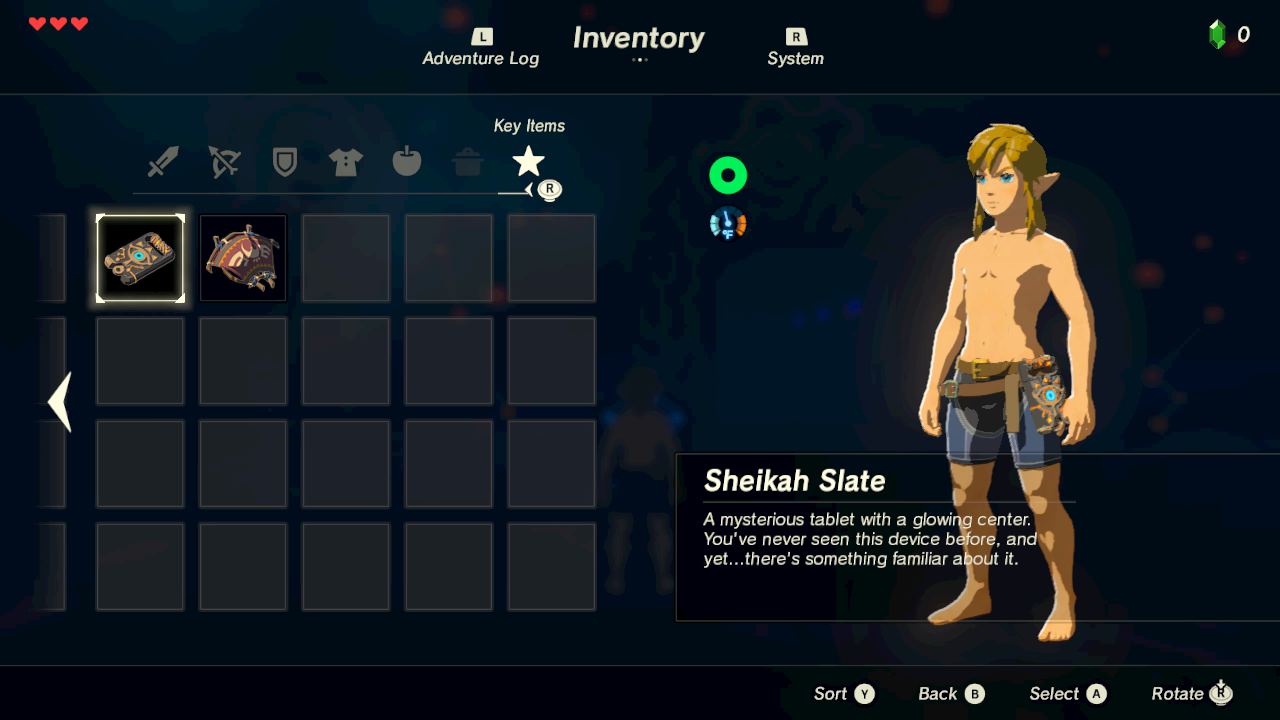 L
Inventory
R
0
Adventure Log
System
Key Items
R
°F
Sheikah Slate
A mysterious tablet with a glowing center.
You've never seen this device before, and
yet...there's something familiar about it.
Sort Y
Back B
Select A
Rotate R